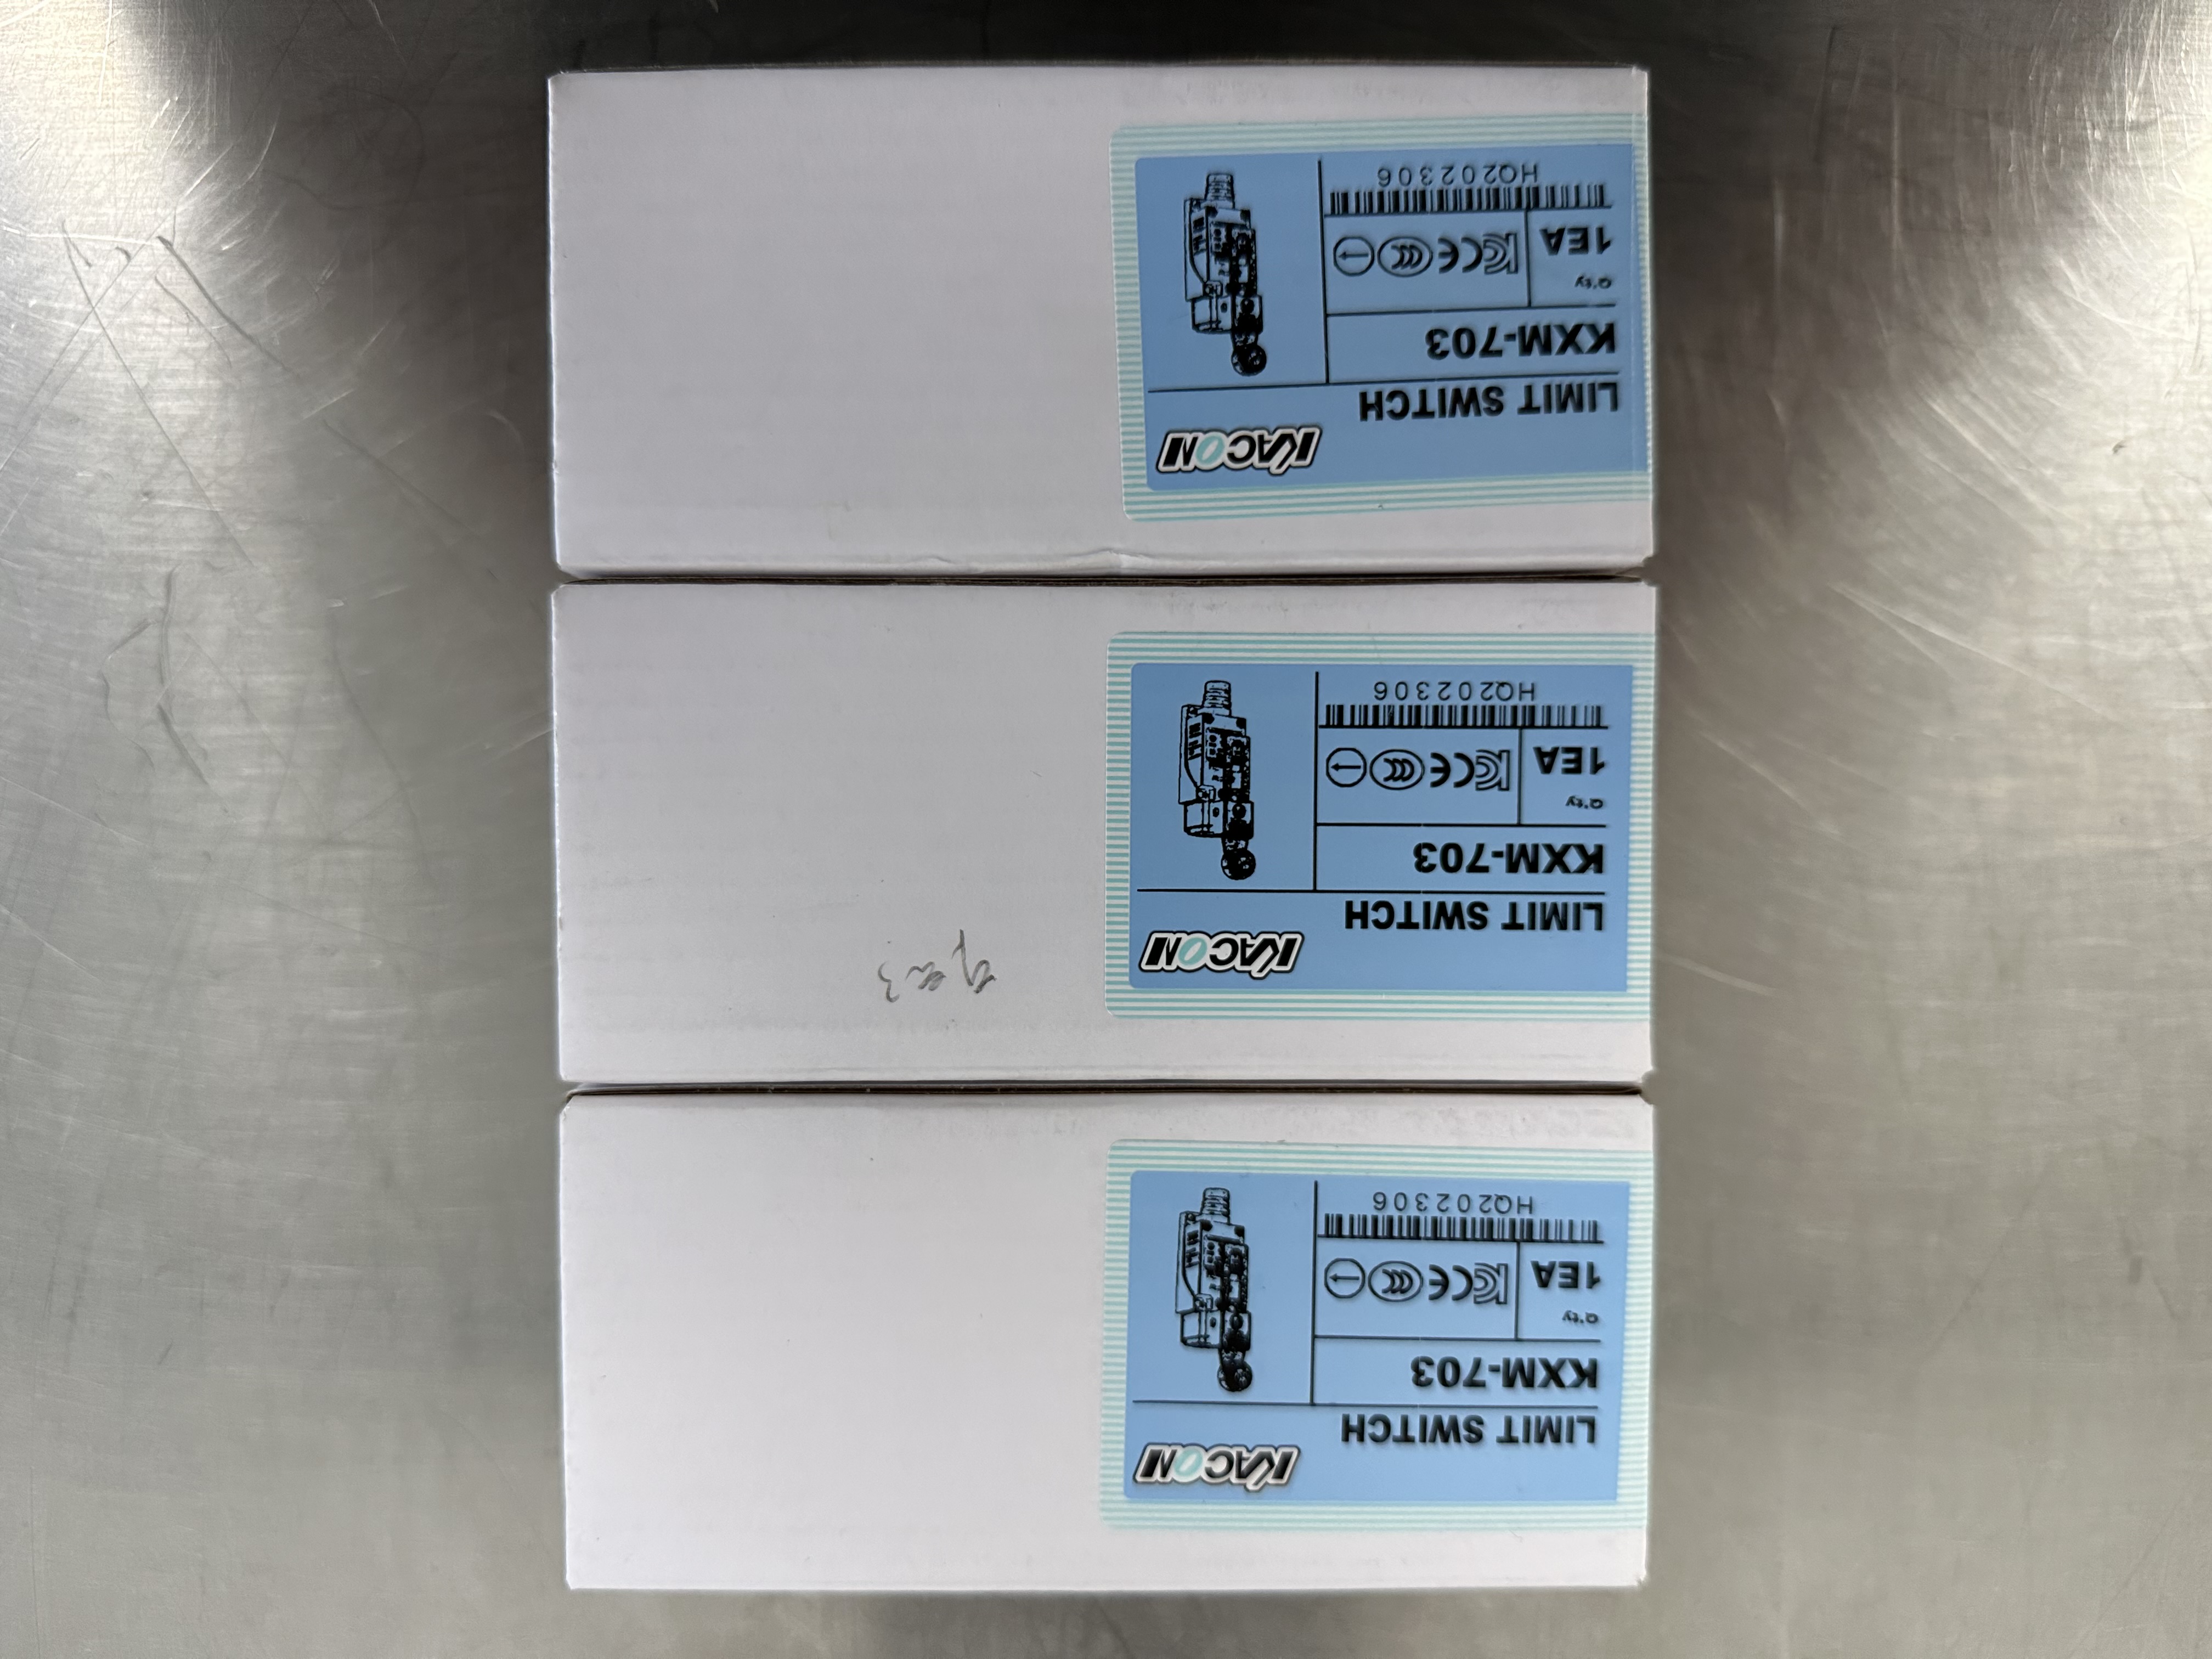 KACON
LIMIT SWITCH
KXM-703
Q'ty
1EA
HQ202306
KACON
LIMIT SWITCH
KXM-703
Q'ty
1EA
HQ202306
KACON
LIMIT SWITCH
KXM-703
Q'ty
1EA
HQ202306